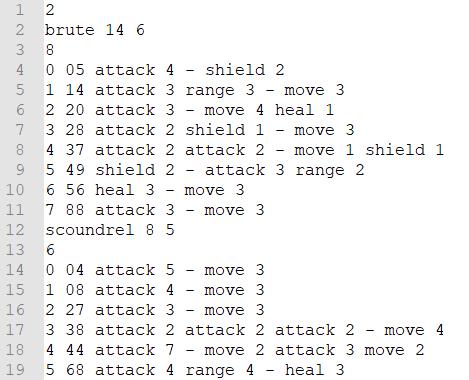 1 2
2 brute 14 6
3 8
4 0 05 attack 4 - shield 2
5 1 14 attack 3 range 3 - move 3
6 2 20 attack 3 - move 4 heal 1
7 3 28 attack 2 shield 1 - move 3
8 4 37 attack 2 attack 2 - move 1 shield 1
9 5 49 shield 2 - attack 3 range 2
10 6 56 heal 3 - move 3
11 7 88 attack 3 - move 3
12 scoundrel 8 5
13 6
14 0 04 attack 5 - move 3
15 1 08 attack 4 - move 3
16 2 27 attack 3 - move 3
17 3 38 attack 2 attack 2 attack 2 - move 4
18 4 44 attack 7 - move 2 attack 3 move 2
19 5 68 attack 4 range 4 - heal 3